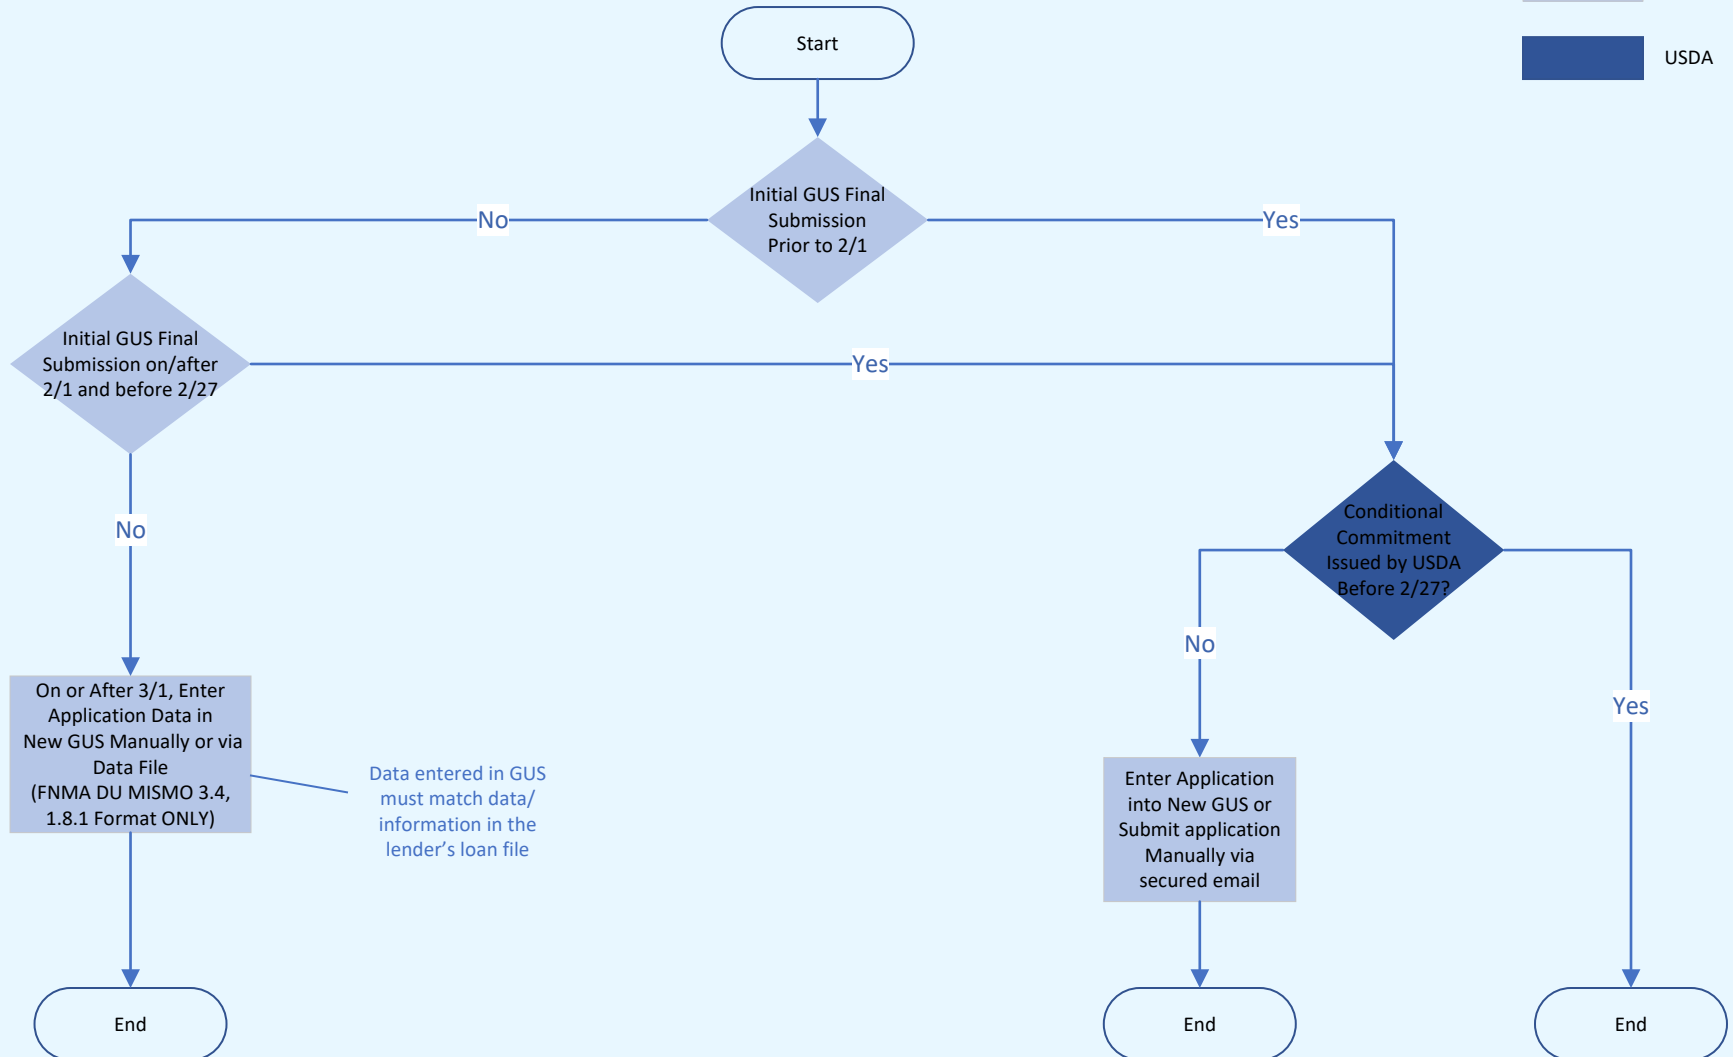 Start
USDA
Initial GUS Final
Submission
Prior to 2/1
No
Yes
Initial GUS Final
Submission on/after
2/1 and before 2/27
Yes
No
Conditional
Commitment
Issued by USDA
Before 2/27?
No
Yes
On or After 3/1, Enter
Application Data in
New GUS Manually or via
Data File
(FNMA DU MISMO 3.4,
1.8.1 Format ONLY)
Data entered in GUS
must match data/
information in the
lender's loan file
Enter Application
into New GUS or
Submit application
Manually via
secured email
End
End
End